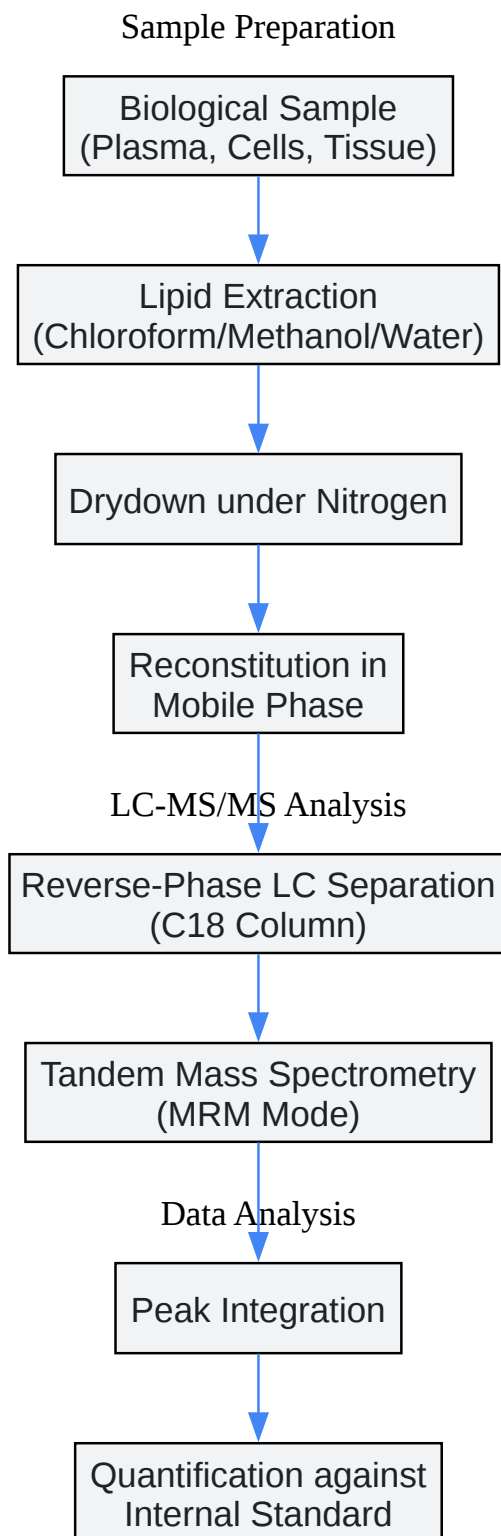 Sample Preparation
Biological Sample
(Plasma, Cells, Tissue)
Lipid Extraction
(Chloroform/Methanol/Water)
Drydown under Nitrogen
Reconstitution in
Mobile Phase
LC-MS/MS Analysis
Reverse-Phase LC Separation
(C18 Column)
Tandem Mass Spectrometry
(MRM Mode)
Data Analysis
Peak Integration
Quantification against
Internal Standard